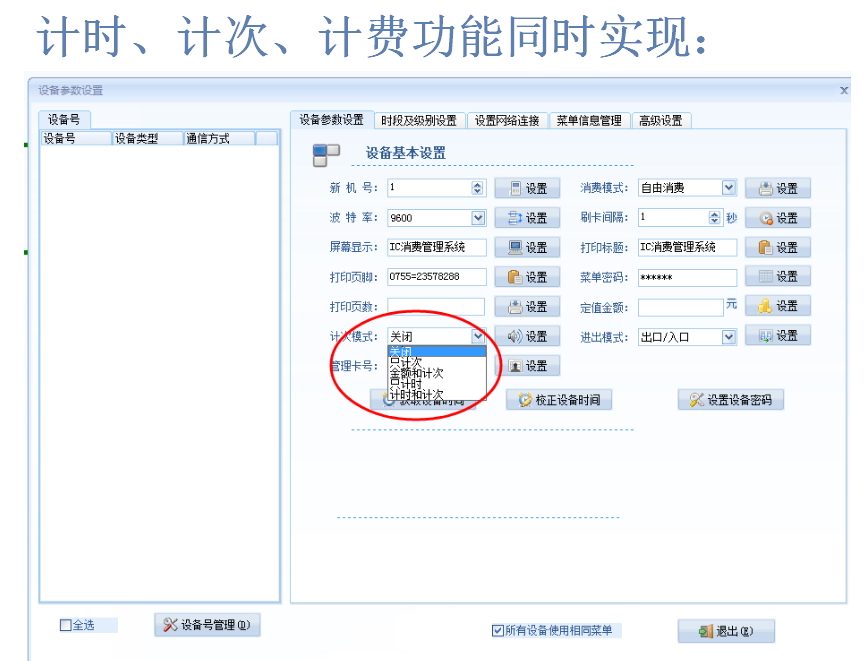 计时、计次、计费功能同时实现：
设备参数设置 x
设备号
设备号 设备类型 通信方式
设备参数设置 时段及级别设置 设置网络连接 菜单信息管理 高级设置
设备基本设置
新 机 号： 1 设置 消费模式： 自由消费 设置
波 特 率： 9600 设置 刷卡间隔： 1 秒 设置
屏幕显示： IC消费管理系统 设置 打印标题： IC消费管理系统 设置
打印页脚： 0755=23578288 设置 菜单密码： ****** 设置
打印页数： 设置 定值金额： 元 设置
计次模式： 关闭 设置 进出模式： 出口/入口 设置
关闭
只计次
管理卡号： 设置
金额和计次
只计时
计时和计次
获取设备时间 校正设备时间 设置设备密码
全选 设备号管理(D) 所有设备使用相同菜单 退出(E)